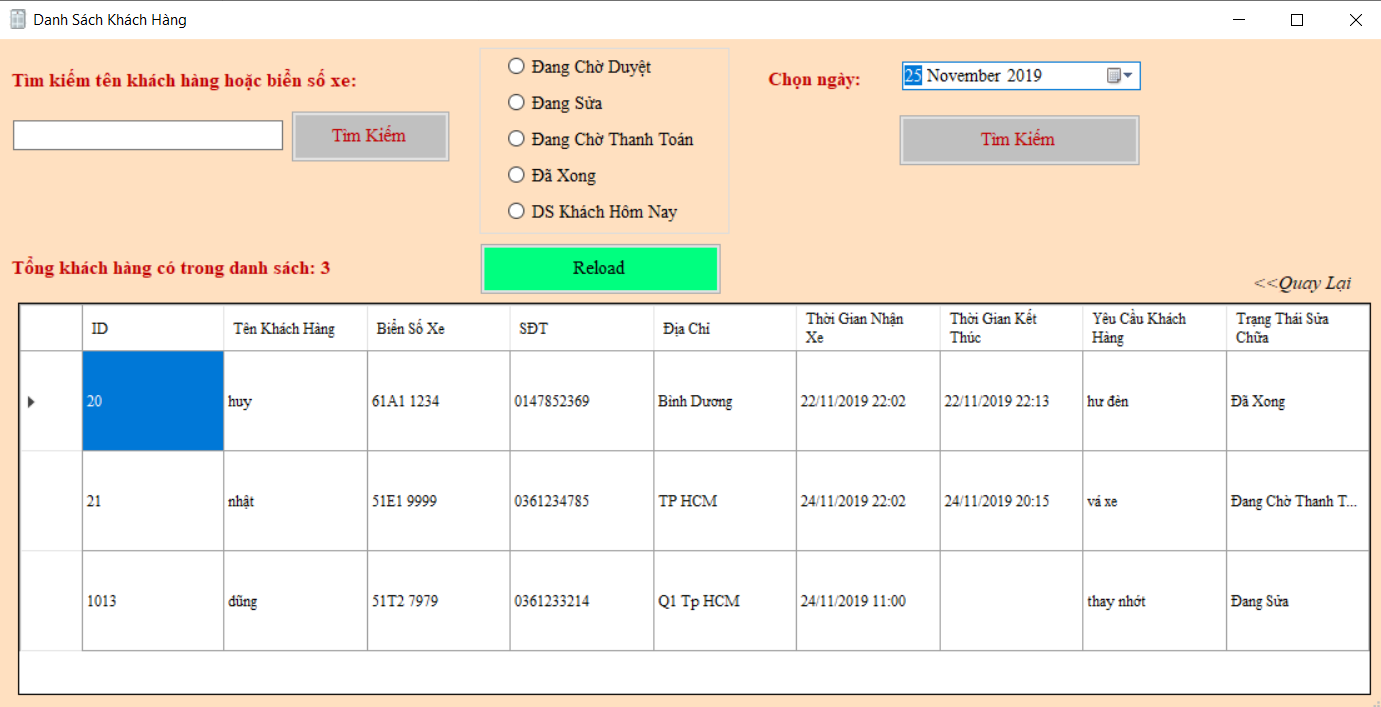 Danh Sách Khách Hàng
Tìm kiếm tên khách hàng hoặc biển số xe:
Tìm Kiếm
Đang Chờ Duyệt
Đang Sửa
Đang Chờ Thanh Toán
Đã Xong
DS Khách Hôm Nay
Chọn ngày:
25 November 2019
Tìm Kiếm
Tổng khách hàng có trong danh sách: 3
Reload
<<Quay Lại
ID Tên Khách Hàng Biển Số Xe SĐT Địa Chỉ Thời Gian Nhận Xe Thời Gian Kết Thúc Yêu Cầu Khách Hàng Trạng Thái Sửa Chữa
20 huy 61A1 1234 0147852369 Bình Dương 22/11/2019 22:02 22/11/2019 22:13 hư đèn Đã Xong
21 nhật 51E1 9999 0361234785 TP HCM 24/11/2019 22:02 24/11/2019 20:15 vá xe Đang Chờ Thanh T...
1013 dũng 51T2 7979 0361233214 Q1 Tp HCM 24/11/2019 11:00 thay nhớt Đang Sửa